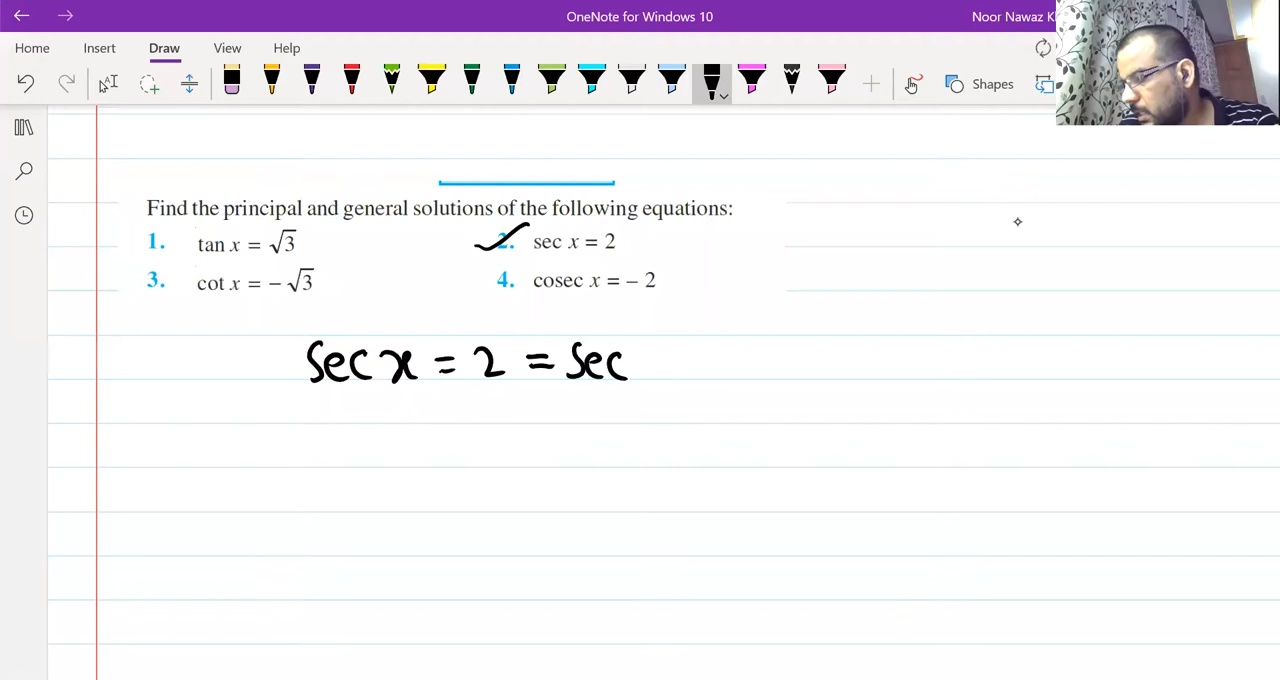 OneNote for Windows 10
Noor Nawaz K
Home Insert Draw View Help
Shapes
Find the principal and general solutions of the following equations:
1. tan x = √3 2. sec x = 2
3. cot x = – √3 4. cosec x = – 2
Sec x = 2 = Sec